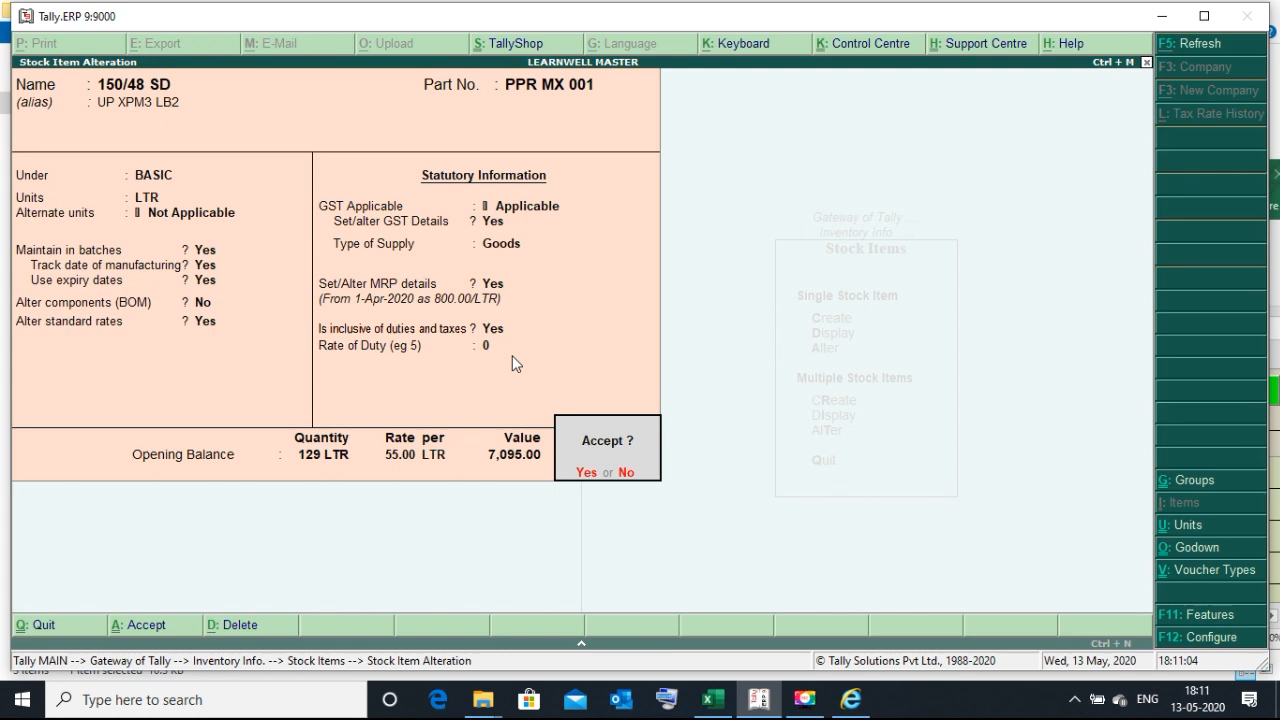 Tally.ERP 9:9000
P: Print E: Export M: E-Mail O: Upload S: TallyShop G: Language K: Keyboard K: Control Centre H: Support Centre H: Help
Stock Item Alteration LEARNWELL MASTER Ctrl + M
Name : 150/48 SD Part No. : PPR MX 001
(alias) : UP XPM3 LB2
Under : BASIC
Units : LTR
Alternate units : Not Applicable
Maintain in batches ? Yes
Track date of manufacturing? Yes
Use expiry dates ? Yes
Alter components (BOM) ? No
Alter standard rates ? Yes
Statutory Information
GST Applicable : Applicable
Set/alter GST Details ? Yes
Type of Supply : Goods
Set/Alter MRP details ? Yes
(From 1-Apr-2020 as 800.00/LTR)
Is inclusive of duties and taxes ? Yes
Rate of Duty (eg 5) : 0
Quantity Rate per Value
Opening Balance : 129 LTR 55.00 LTR 7,095.00
Accept ?
Yes or No
Gateway of Tally .....
Inventory Info. .....
Stock Items
Single Stock Item
Create
Display
Alter
Multiple Stock Items
CReate
DIsplay
AlTer
Quit
F5: Refresh
F3: Company
F3: New Company
L: Tax Rate History
G: Groups
I: Items
U: Units
O: Godown
V: Voucher Types
F11: Features
F12: Configure
Q: Quit A: Accept D: Delete
Ctrl + N
Tally MAIN --> Gateway of Tally --> Inventory Info. --> Stock Items --> Stock Item Alteration © Tally Solutions Pvt Ltd., 1988-2020 Wed, 13 May, 2020 18:11:04
Type here to search
ENG 18:11
13-05-2020